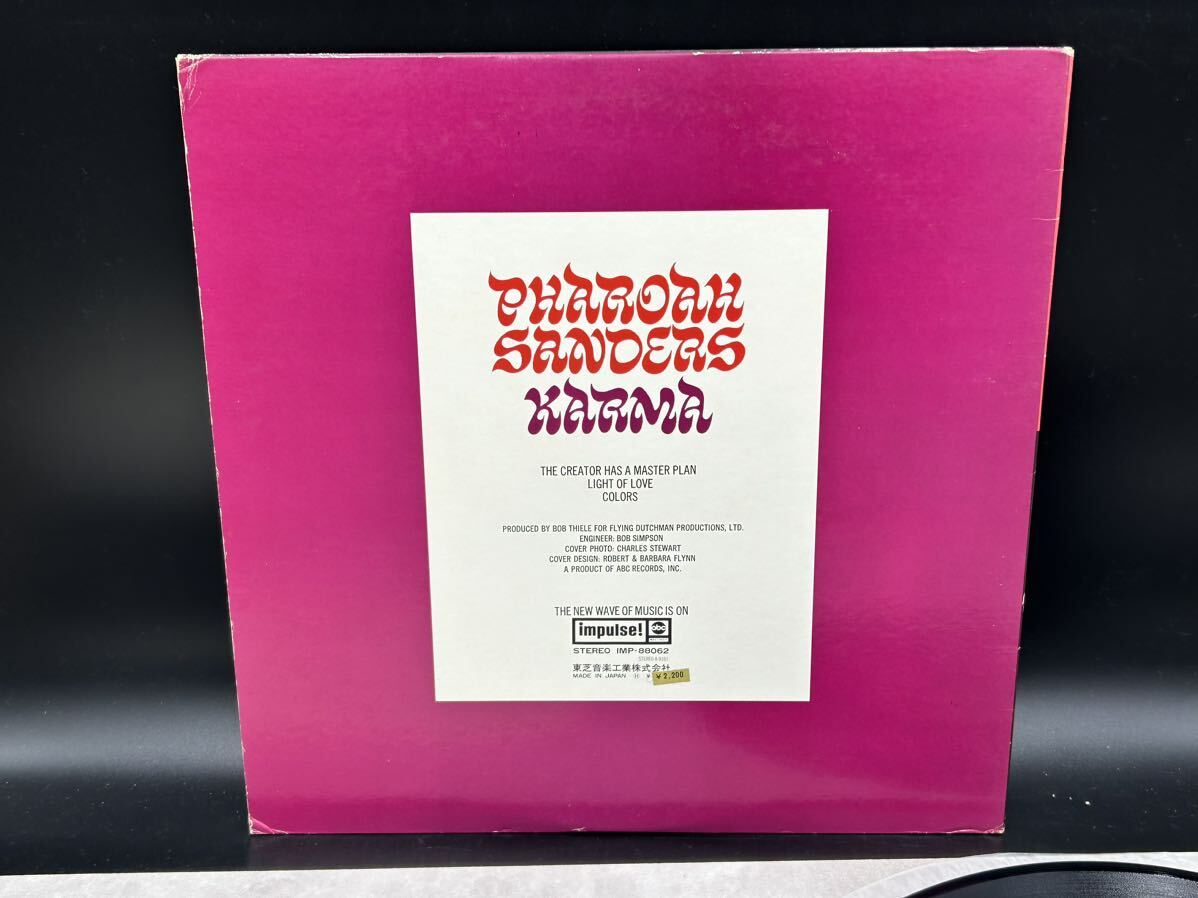 PHAROAH
SANDERS
KARMA
THE CREATOR HAS A MASTER PLAN
LIGHT OF LOVE
COLORS
PRODUCED BY BOB THIELE FOR FLYING DUTCHMAN PRODUCTIONS, LTD.
ENGINEER: BOB SIMPSON
COVER PHOTO: CHARLES STEWART
COVER DESIGN: ROBERT & BARBARA FLYNN
A PRODUCT OF ABC RECORDS, INC.
THE NEW WAVE OF MUSIC IS ON
impulse! abc
STEREO IMP-88062
東芝音楽工業株式会社
MADE IN JAPAN Ⓗ ¥ ¥2,200